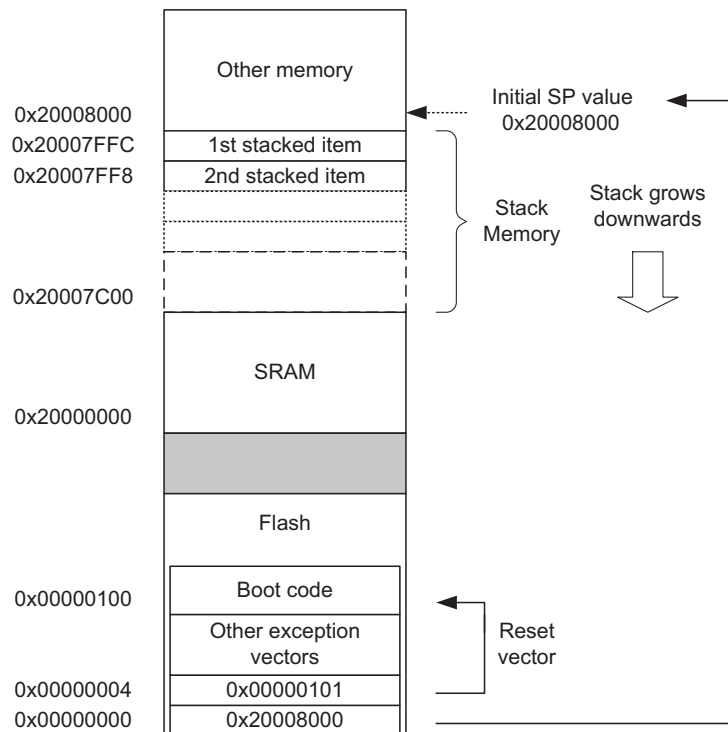 Other memory
0x20008000
Initial SP value
0x20008000
0x20007FFC
1st stacked item
0x20007FF8
2nd stacked item
Stack
Memory
Stack grows
downwards
0x20007C00
SRAM
0x20000000
Flash
0x00000100
Boot code
Other exception
vectors
Reset
vector
0x00000004
0x00000101
0x00000000
0x20008000